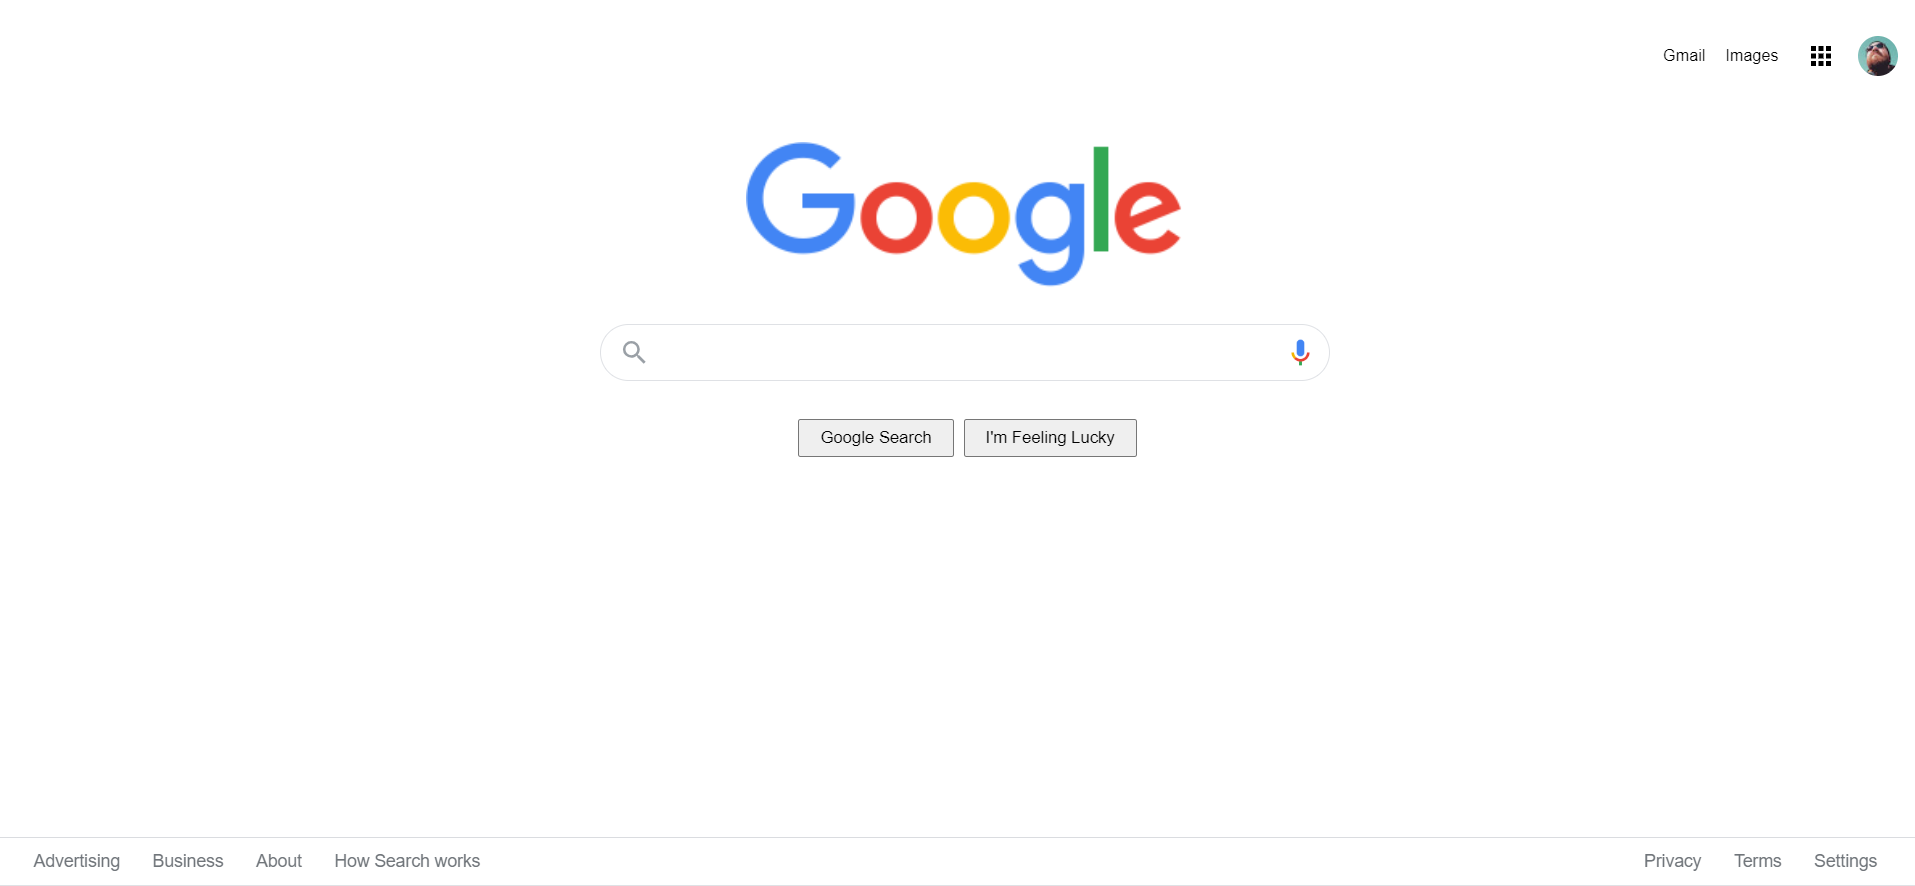 Gmail Images
Google
Google Search I'm Feeling Lucky
Advertising Business About How Search works Privacy Terms Settings